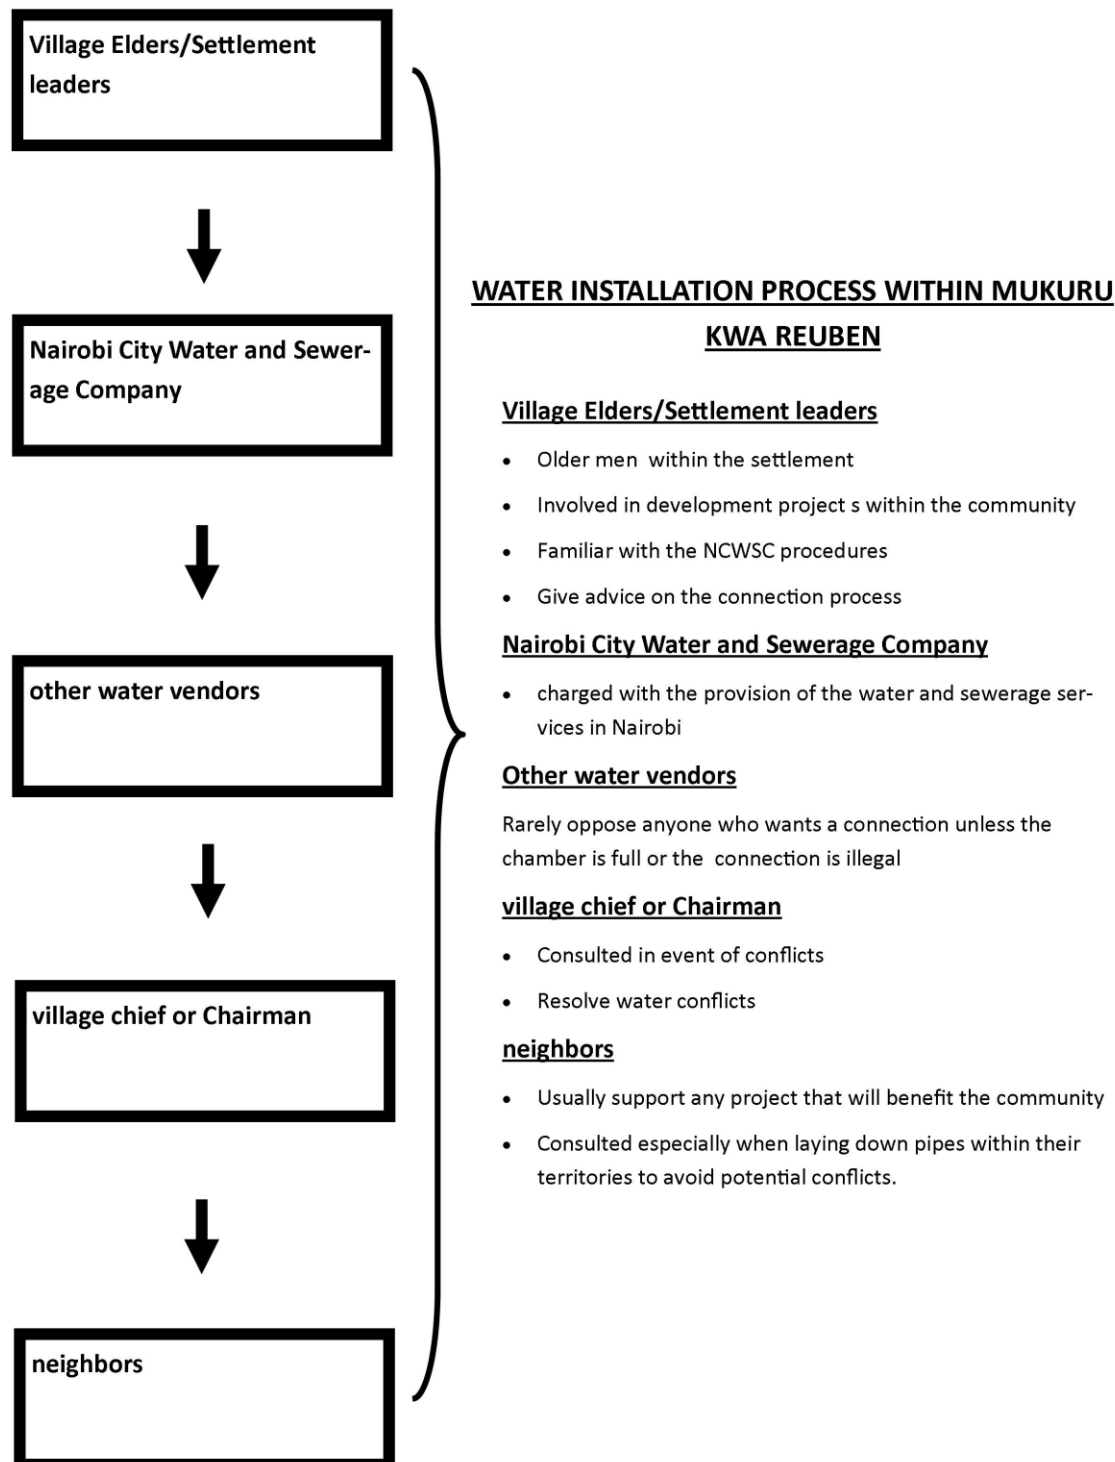 Village Elders/Settlement
leaders
Nairobi City Water and Sewer-
age Company
other water vendors
village chief or Chairman
neighbors
WATER INSTALLATION PROCESS WITHIN MUKURU
KWA REUBEN
Village Elders/Settlement leaders
• Older men within the settlement
• Involved in development project s within the community
• Familiar with the NCWSC procedures
• Give advice on the connection process
Nairobi City Water and Sewerage Company
• charged with the provision of the water and sewerage ser-
vices in Nairobi
Other water vendors
Rarely oppose anyone who wants a connection unless the
chamber is full or the connection is illegal
village chief or Chairman
• Consulted in event of conflicts
• Resolve water conflicts
neighbors
• Usually support any project that will benefit the community
• Consulted especially when laying down pipes within their
territories to avoid potential conflicts.